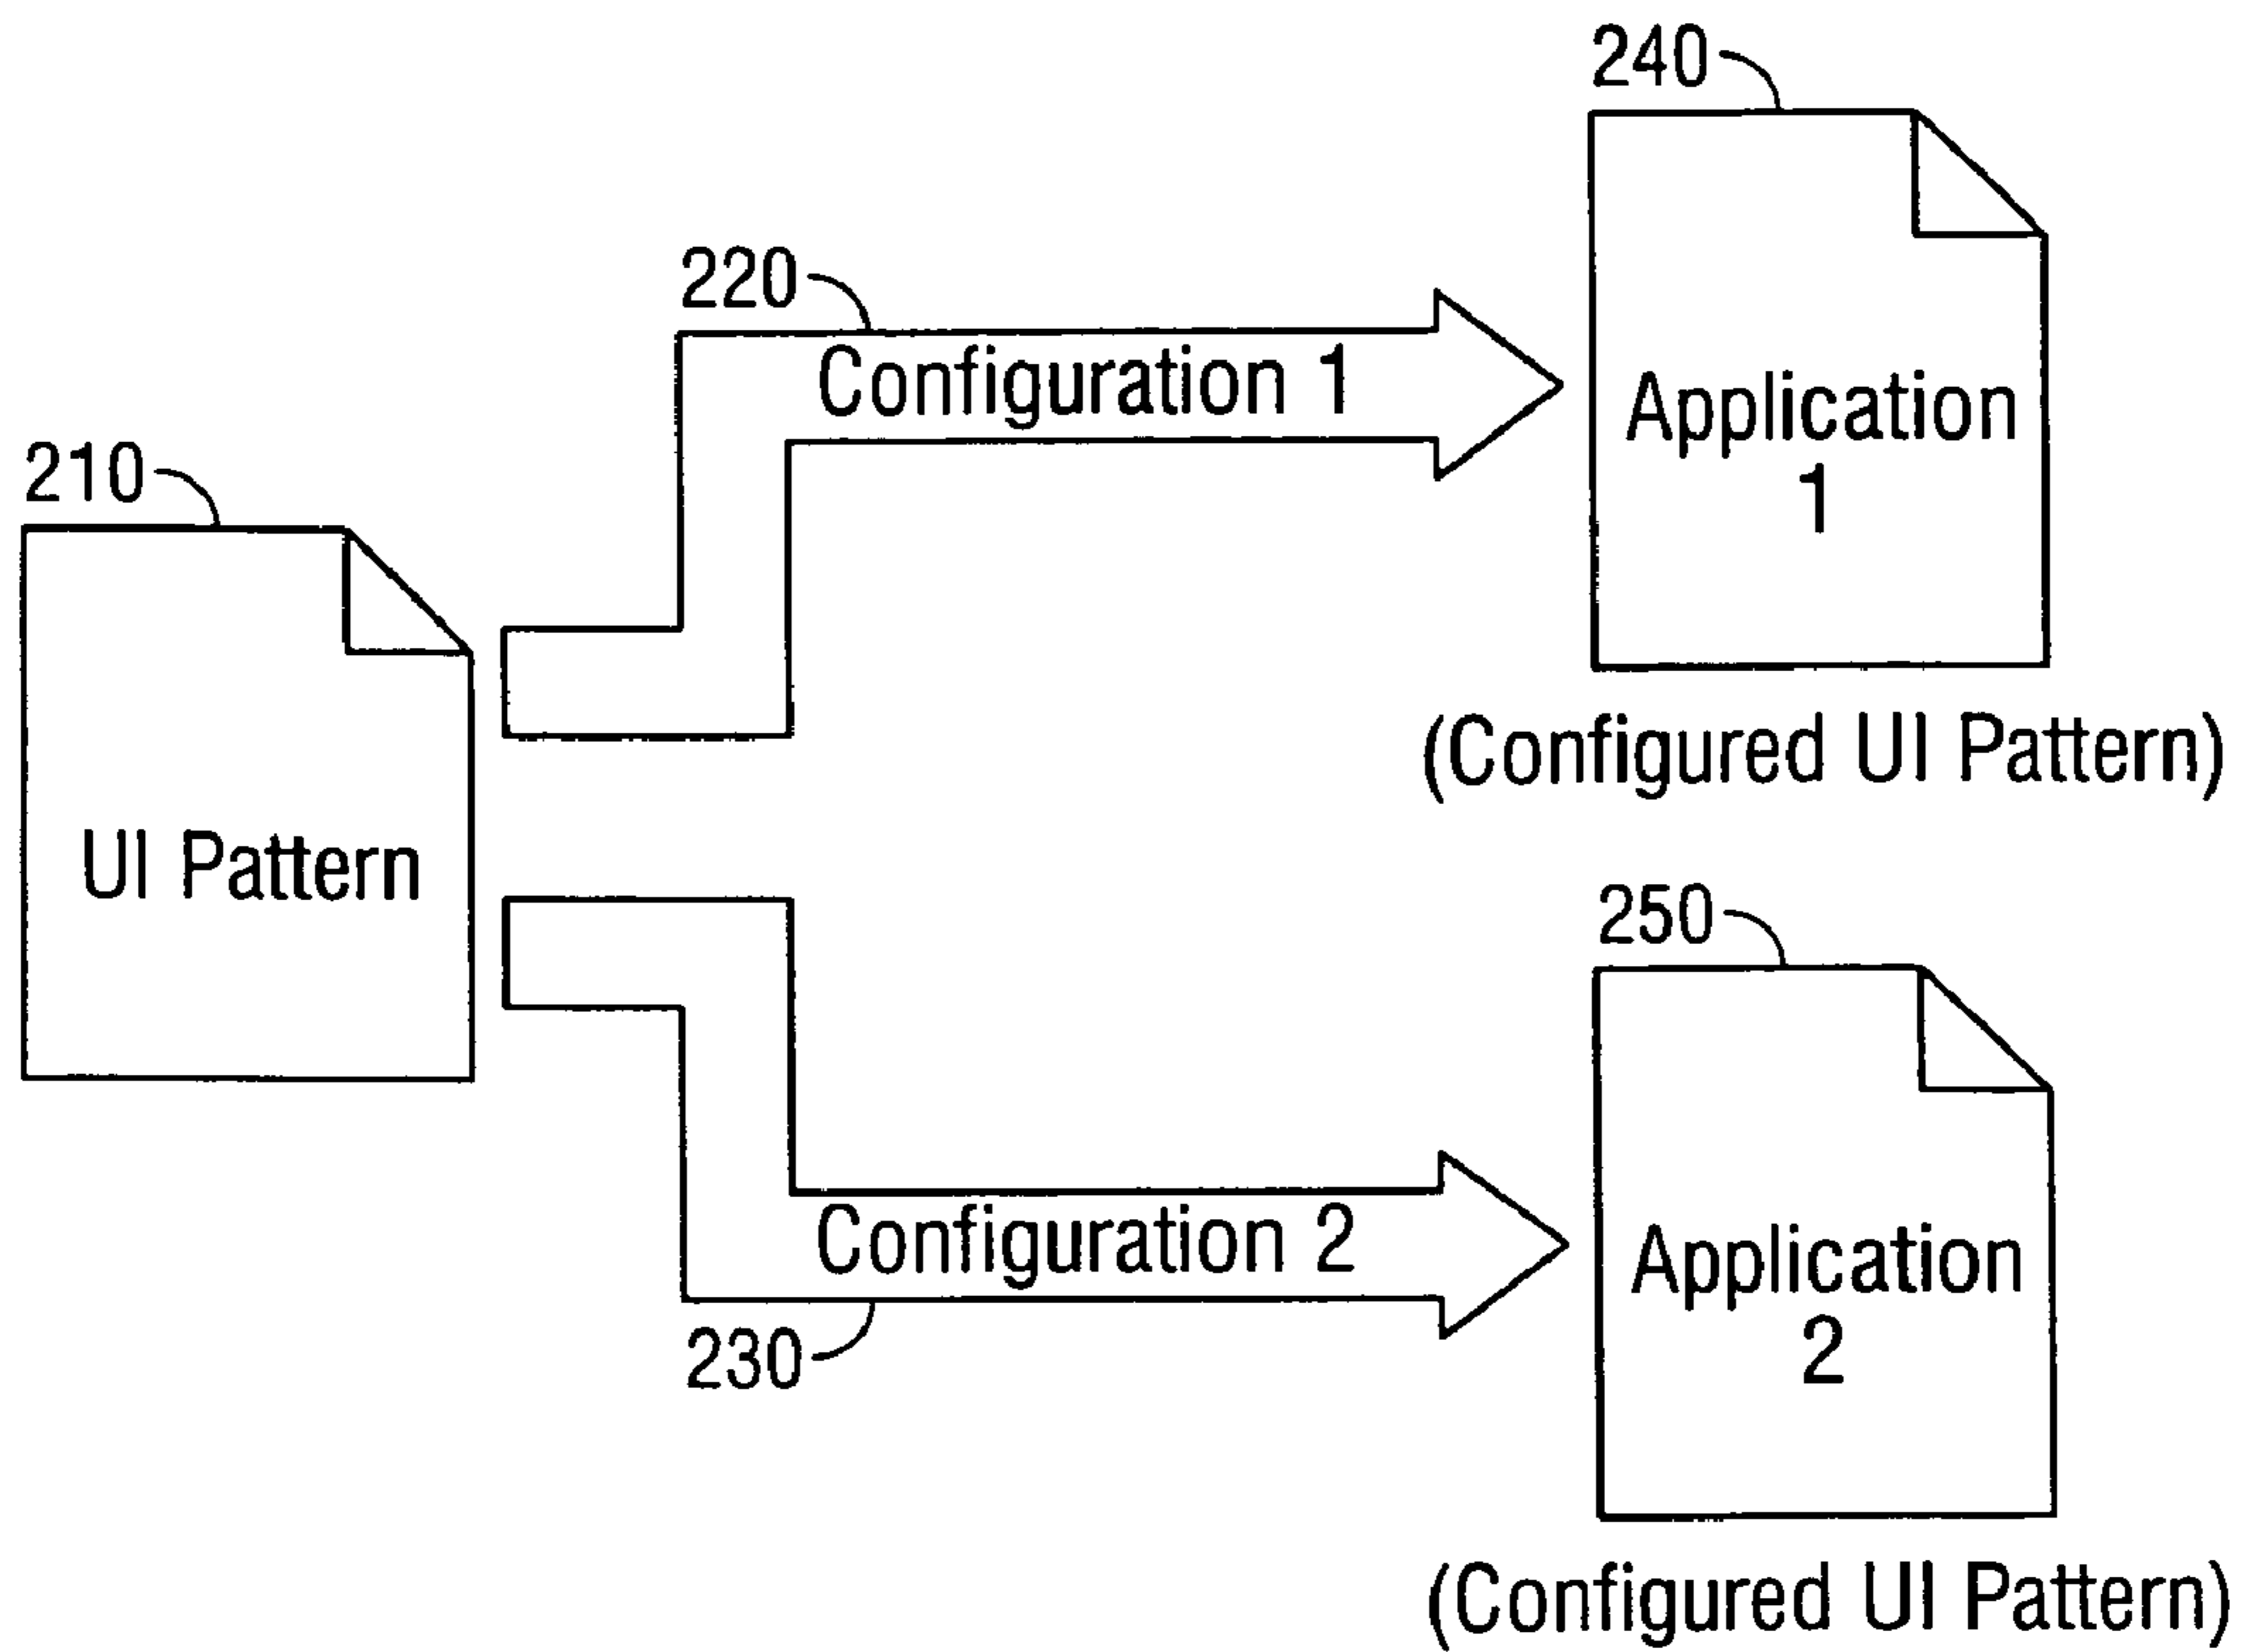 240
220
Configuration 1
Application
1
210
(Configured UI Pattern)
UI Pattern
250
Configuration 2
Application
2
230
(Configured UI Pattern)